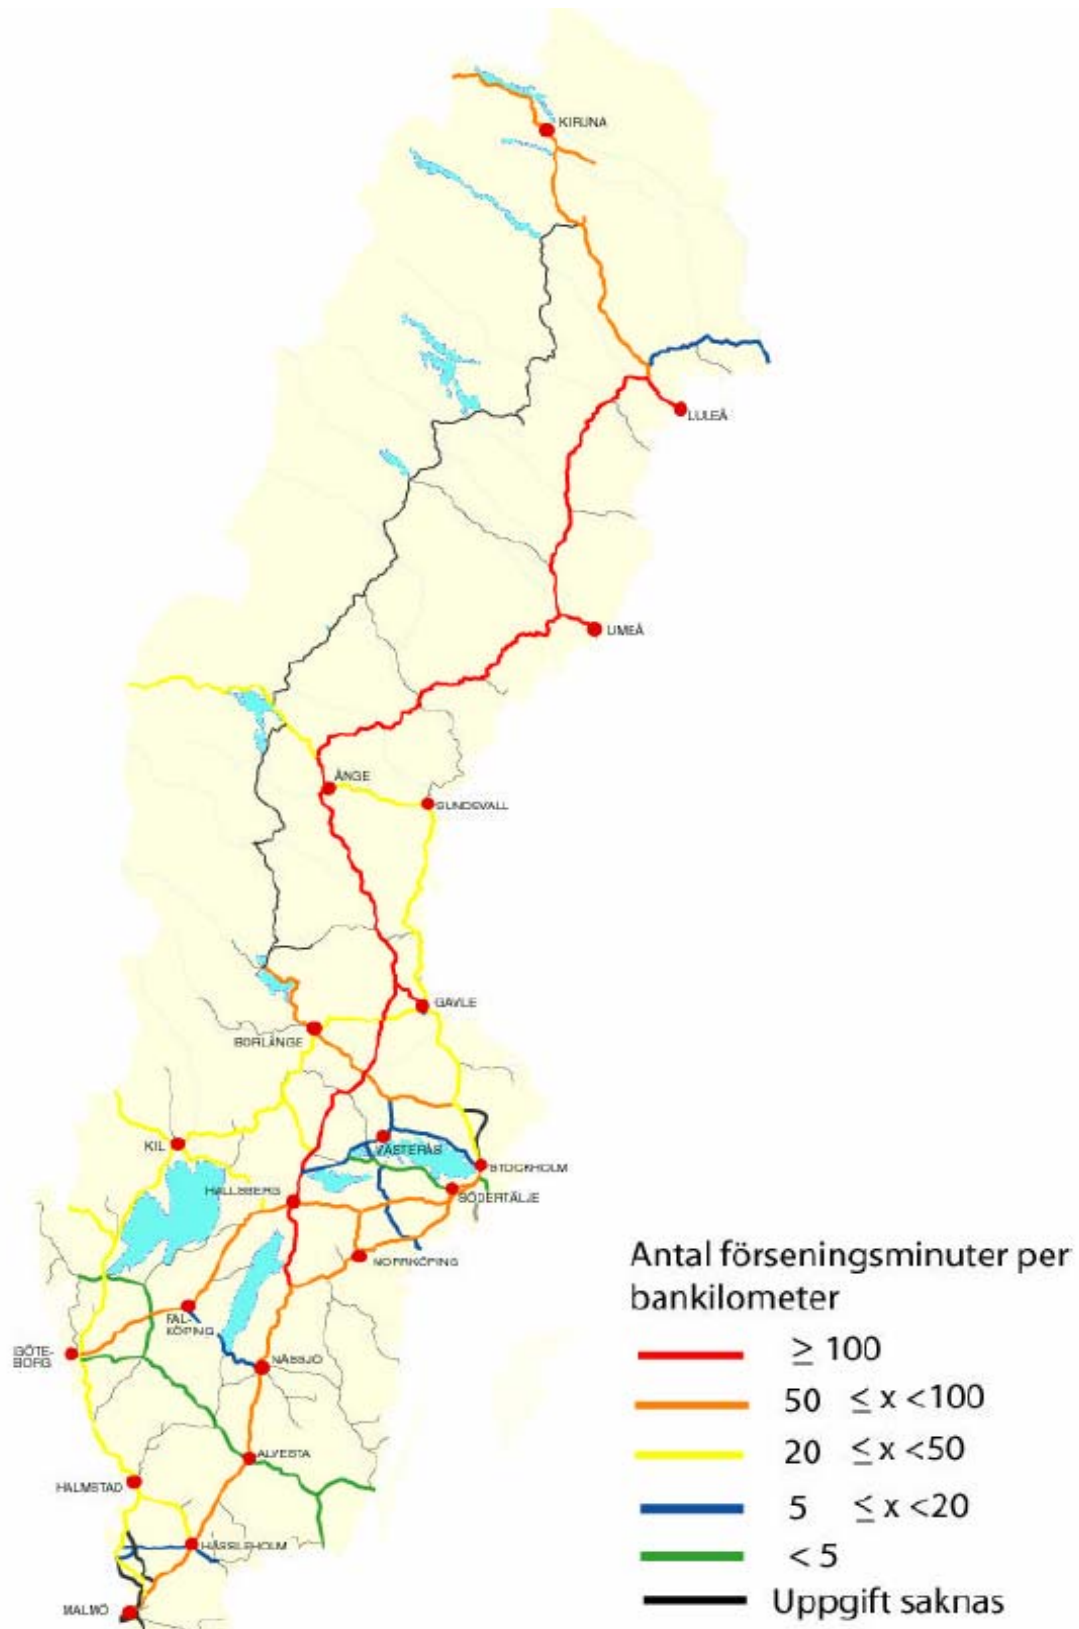 KIRUNA
LULEÅ
UMEÅ
ÅNGE
SUNDSVALL
GÄVLE
BORLÄNGE
KIL
VÄSTERÅS
STOCKHOLM
HALLSBERG
SÖDERTÄLJE
NORRKÖPING
FAL-
KÖPING
GÖTE-
BORG
NÄSSJÖ
ALVESTA
HALMSTAD
HÄSSLEHOLM
MALMÖ
Antal förseningsminuter per
bankilometer
≥ 100
50 ≤ x <100
20 ≤ x <50
5 ≤ x <20
< 5
Uppgift saknas